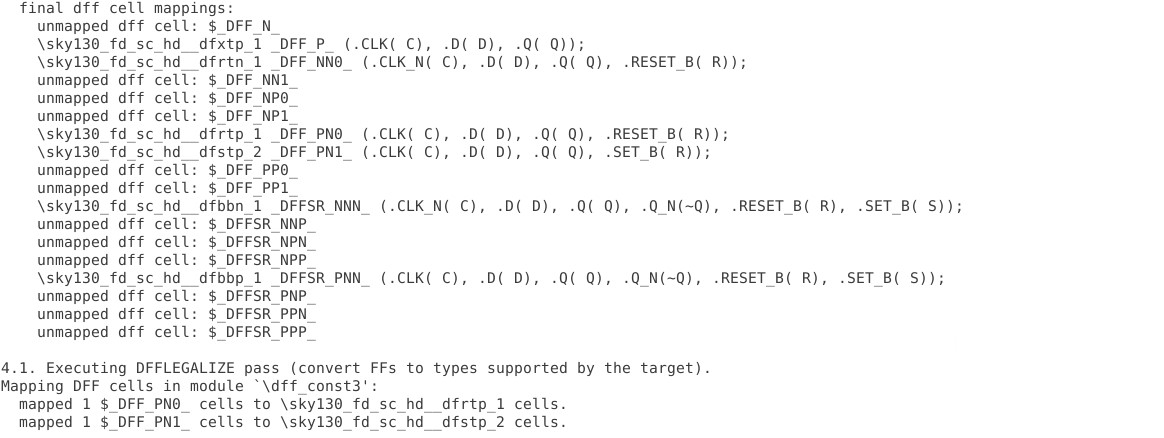 final dff cell mappings:
unmapped dff cell: $_DFF_N_
\sky130_fd_sc_hd__dfxtp_1 _DFF_P_ (.CLK( C), .D( D), .Q( Q));
\sky130_fd_sc_hd__dfrtn_1 _DFF_NN0_ (.CLK_N( C), .D( D), .Q( Q), .RESET_B( R));
unmapped dff cell: $_DFF_NN1_
unmapped dff cell: $_DFF_NP0_
unmapped dff cell: $_DFF_NP1_
\sky130_fd_sc_hd__dfrtp_1 _DFF_PN0_ (.CLK( C), .D( D), .Q( Q), .RESET_B( R));
\sky130_fd_sc_hd__dfstp_2 _DFF_PN1_ (.CLK( C), .D( D), .Q( Q), .SET_B( R));
unmapped dff cell: $_DFF_PP0_
unmapped dff cell: $_DFF_PP1_
\sky130_fd_sc_hd__dfbbn_1 _DFFSR_NNN_ (.CLK_N( C), .D( D), .Q( Q), .Q_N(~Q), .RESET_B( R), .SET_B( S));
unmapped dff cell: $_DFFSR_NNP_
unmapped dff cell: $_DFFSR_NPN_
unmapped dff cell: $_DFFSR_NPP_
\sky130_fd_sc_hd__dfbbp_1 _DFFSR_PNN_ (.CLK( C), .D( D), .Q( Q), .Q_N(~Q), .RESET_B( R), .SET_B( S));
unmapped dff cell: $_DFFSR_PNP_
unmapped dff cell: $_DFFSR_PPN_
unmapped dff cell: $_DFFSR_PPP_
4.1. Executing DFFLEGALIZE pass (convert FFs to types supported by the target).
Mapping DFF cells in module `\dff_const3':
mapped 1 $_DFF_PN0_ cells to \sky130_fd_sc_hd__dfrtp_1 cells.
mapped 1 $_DFF_PN1_ cells to \sky130_fd_sc_hd__dfstp_2 cells.